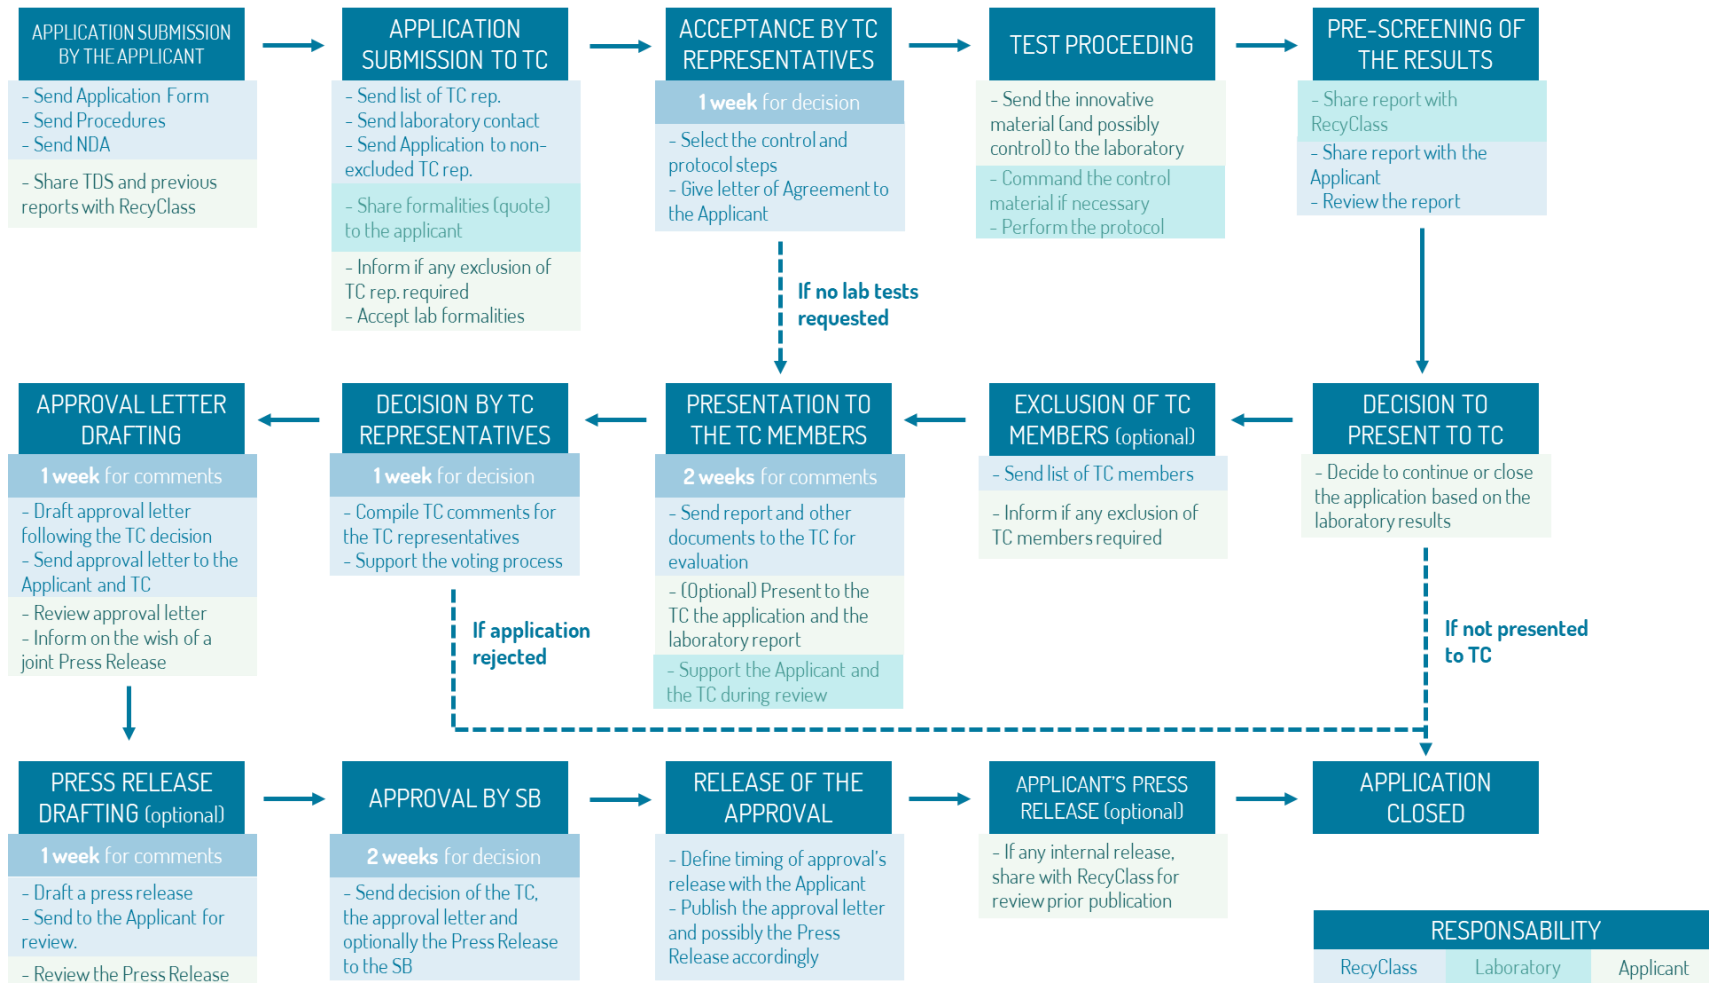 APPLICATION SUBMISSION
BY THE APPLICANT
- Send Application Form
- Send Procedures
- Send NDA
- Share TDS and previous
reports with RecyClass
APPLICATION
SUBMISSION TO TC
- Send list of TC rep.
- Send laboratory contact
- Send Application to non-
excluded TC rep.
- Share formalities (quote)
to the applicant
- Inform if any exclusion of
TC rep. required
- Accept lab formalities
ACCEPTANCE BY TC
REPRESENTATIVES
1 week for decision
- Select the control and
protocol steps
- Give letter of Agreement to
the Applicant
If no lab tests
requested
TEST PROCEEDING
- Send the innovative
material (and possibly
control) to the laboratory
- Command the control
material if necessary
- Perform the protocol
PRE-SCREENING OF
THE RESULTS
- Share report with
RecyClass
- Share report with the
Applicant
- Review the report
APPROVAL LETTER
DRAFTING
1 week for comments
- Draft approval letter
following the TC decision
- Send approval letter to the
Applicant and TC
- Review approval letter
- Inform on the wish of a
joint Press Release
DECISION BY TC
REPRESENTATIVES
1 week for decision
- Compile TC comments for
the TC representatives
- Support the voting process
If application
rejected
PRESENTATION TO
THE TC MEMBERS
2 weeks for comments
- Send report and other
documents to the TC for
evaluation
- (Optional) Present to the
TC the application and the
laboratory report
- Support the Applicant and
the TC during review
EXCLUSION OF TC
MEMBERS (optional)
- Send list of TC members
- Inform if any exclusion of
TC members required
DECISION TO
PRESENT TO TC
- Decide to continue or close
the application based on the
laboratory results
If not presented
to TC
PRESS RELEASE
DRAFTING (optional)
1 week for comments
- Draft a press release
- Send to the Applicant for
review.
- Review the Press Release
APPROVAL BY SB
2 weeks for decision
- Send decision of the TC,
the approval letter and
optionally the Press Release
to the SB
RELEASE OF THE
APPROVAL
- Define timing of approval's
release with the Applicant
- Publish the approval letter
and possibly the Press
Release accordingly
APPLICANT'S PRESS
RELEASE (optional)
- If any internal release,
share with RecyClass for
review prior publication
APPLICATION
CLOSED
RESPONSABILITY
RecyClass Laboratory Applicant